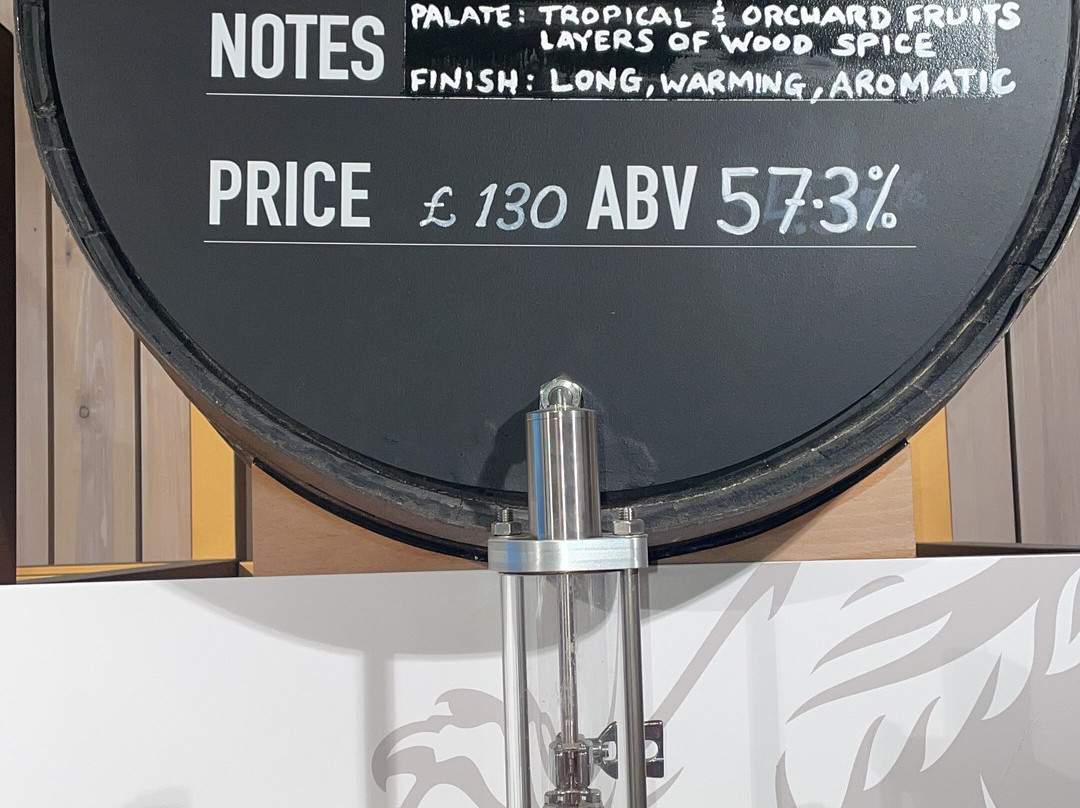 NOTES PALATE: TROPICAL & ORCHARD FRUITS
LAYERS OF WOOD SPICE
FINISH: LONG, WARMING, AROMATIC
PRICE £130 ABV 57.3%